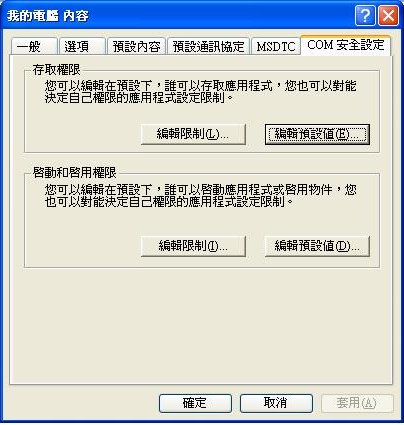 我的電腦 內容
一般 選項 預設內容 預設通訊協定 MSDTC COM 安全設定
存取權限
您可以編輯在預設下，誰可以存取應用程式，您也可以對能
決定自己權限的應用程式設定限制。
編輯限制(L)... 編輯預設值(E)...
啓動和啓用權限
您可以編輯在預設下，誰可以啓動應用程式或啓用物件，您
也可以對能決定自己權限的應用程式設定限制。
編輯限制(I)... 編輯預設值(D)...
確定 取消 套用(A)